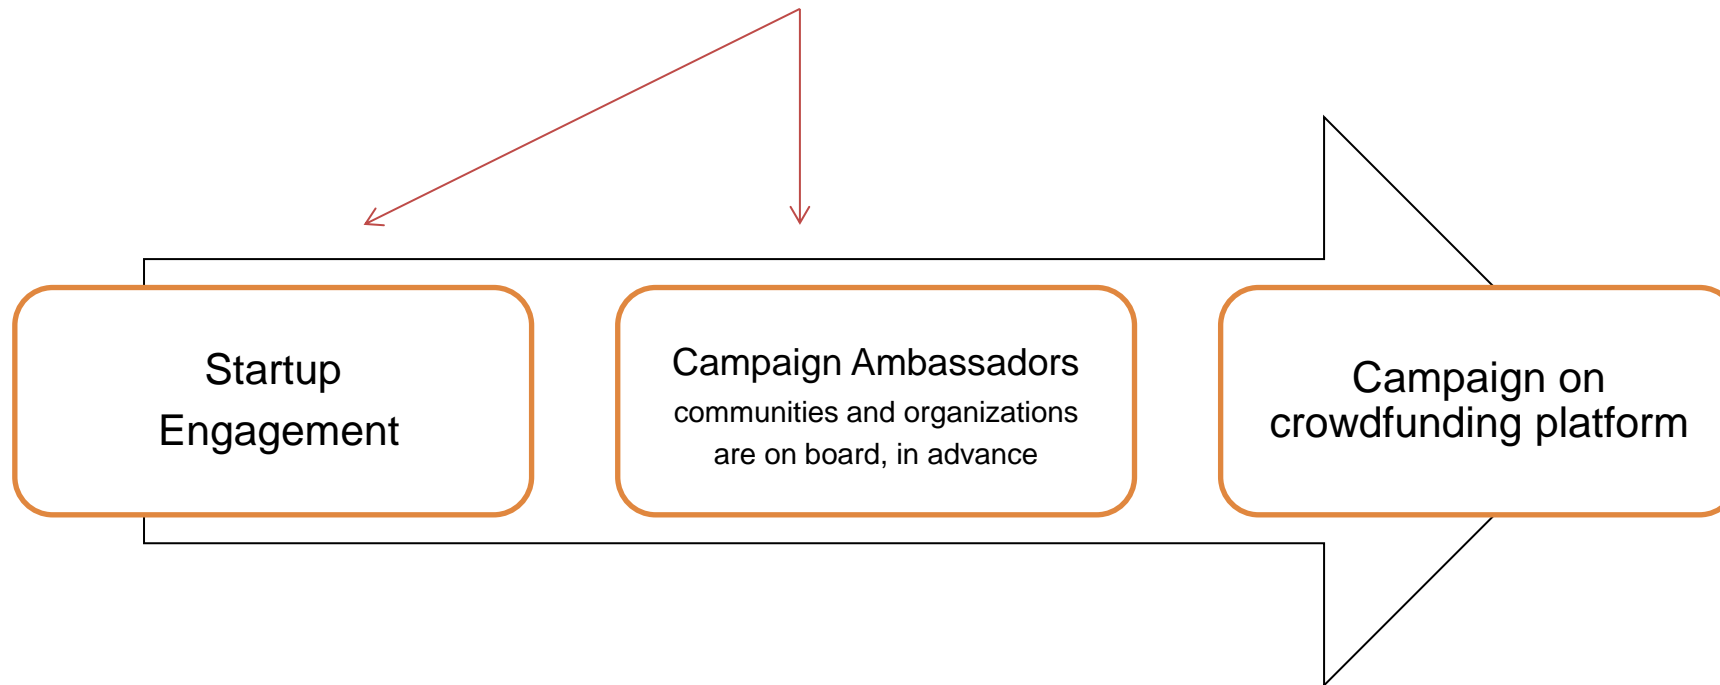 Startup
Engagement
Campaign Ambassadors
communities and organizations
are on board, in advance
Campaign on
crowdfunding platform